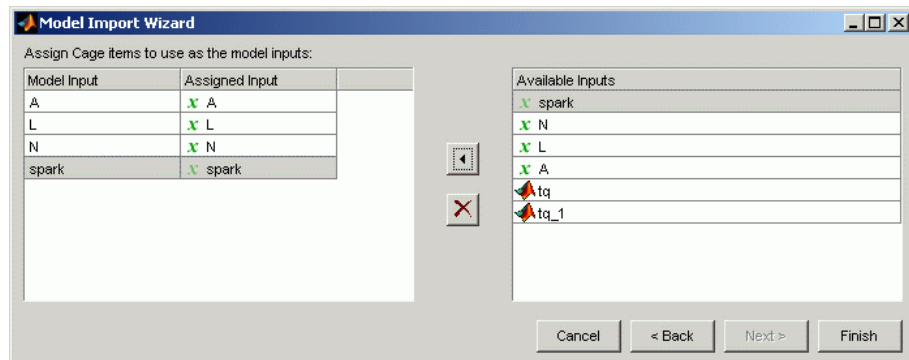 Model Import Wizard
Assign Cage items to use as the model inputs:
Model Input Assigned Input
A x A
L x L
N x N
spark x spark
Available Inputs
x spark
x N
x L
x A
tq
tq_1
Cancel < Back Next > Finish